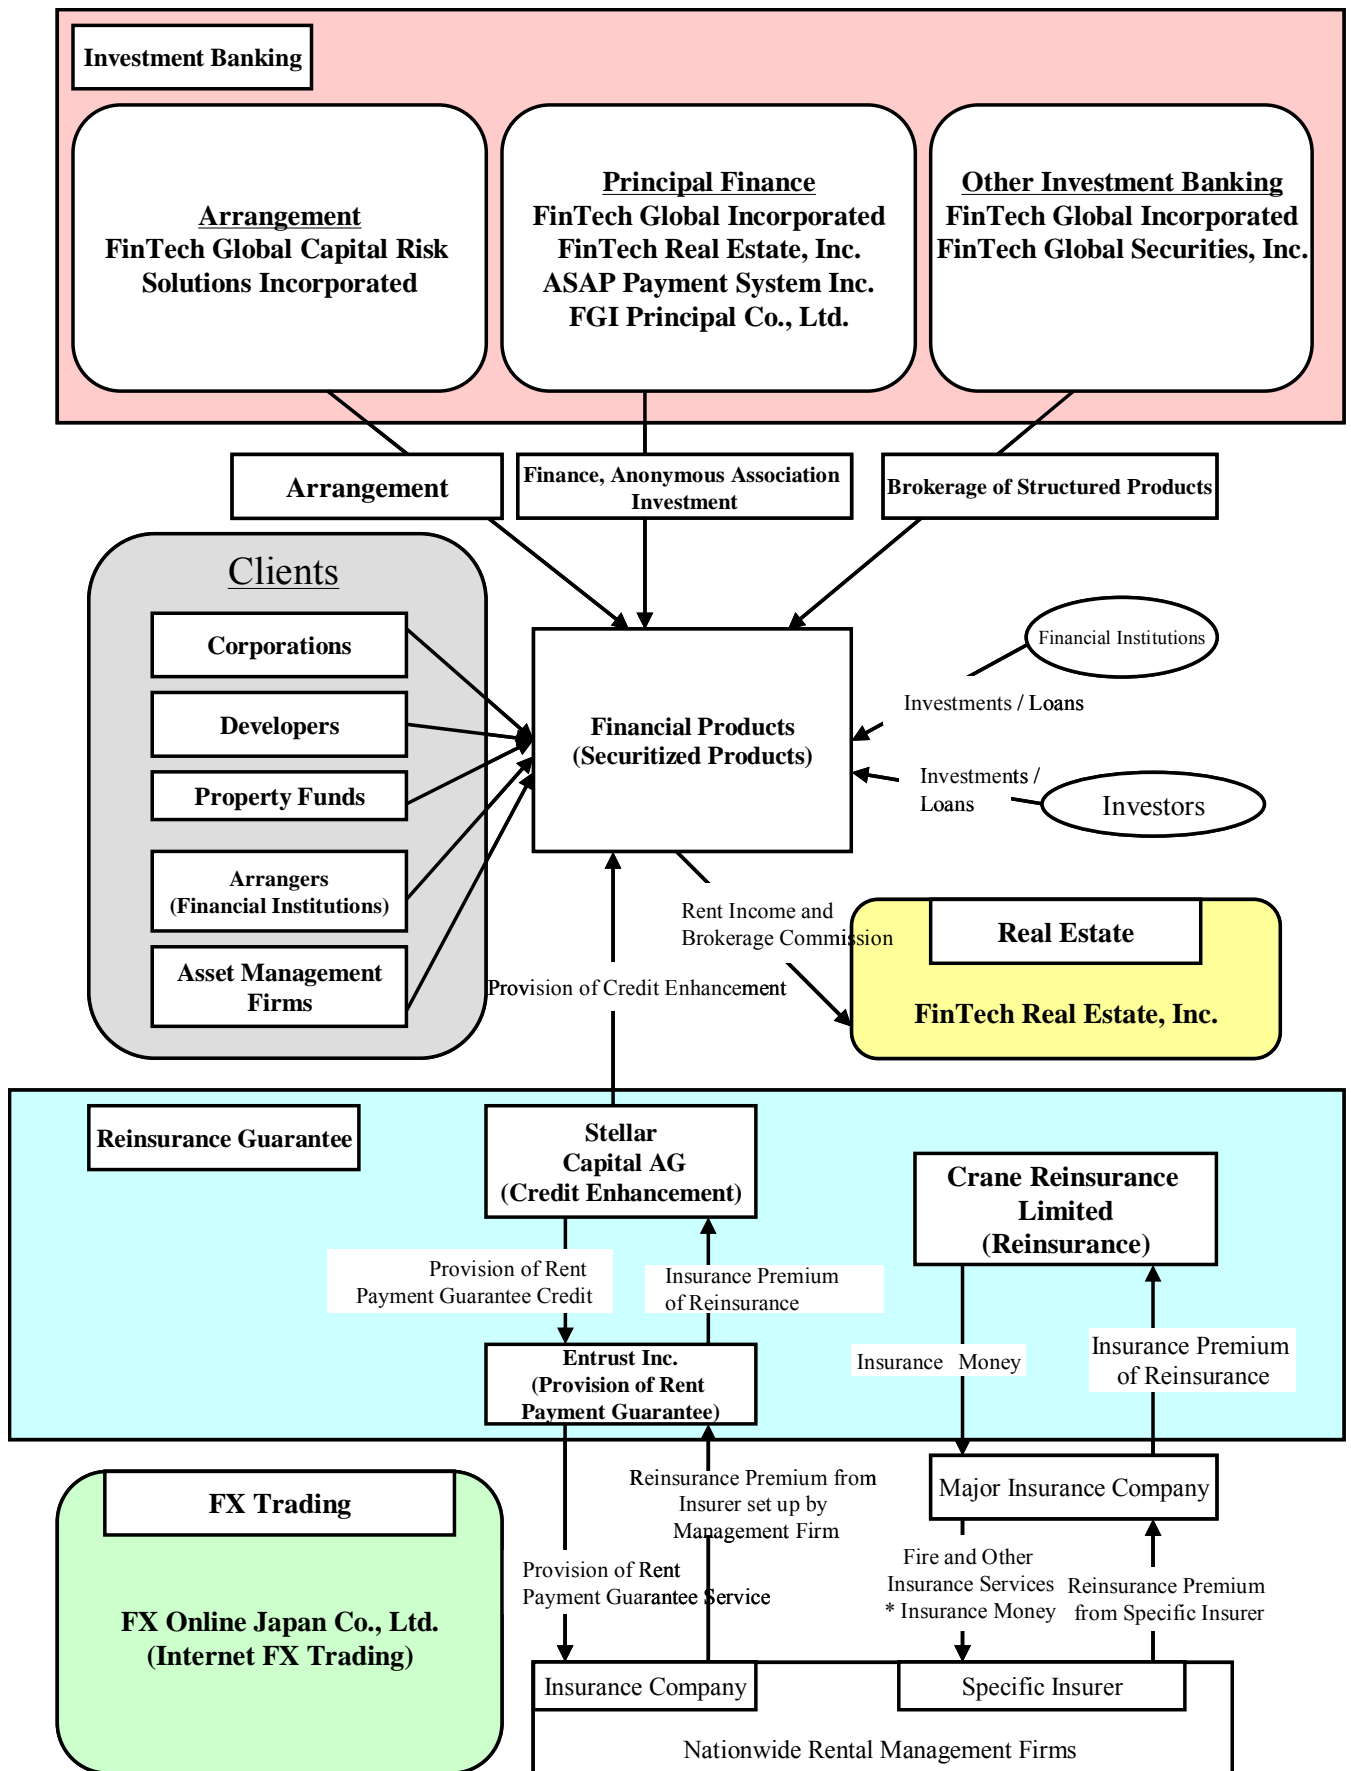 Investment Banking
Arrangement
FinTech Global Capital Risk
Solutions Incorporated
Principal Finance
FinTech Global Incorporated
FinTech Real Estate, Inc.
ASAP Payment System Inc.
FGI Principal Co., Ltd.
Other Investment Banking
FinTech Global Incorporated
FinTech Global Securities, Inc.
Arrangement
Finance, Anonymous Association
Investment
Brokerage of Structured Products
Clients
Corporations
Developers
Property Funds
Arrangers
(Financial Institutions)
Asset Management
Firms
Financial Products
(Securitized Products)
Financial Institutions
Investments / Loans
Investments /
Loans
Investors
Rent Income and
Brokerage Commission
Provision of Credit Enhancement
Real Estate
FinTech Real Estate, Inc.
Reinsurance Guarantee
Stellar
Capital AG
(Credit Enhancement)
Crane Reinsurance
Limited
(Reinsurance)
Provision of Rent
Payment Guarantee Credit
Insurance Premium
of Reinsurance
Entrust Inc.
(Provision of Rent
Payment Guarantee)
Insurance Money
Insurance Premium
of Reinsurance
FX Trading
FX Online Japan Co., Ltd.
(Internet FX Trading)
Reinsurance Premium from
Insurer set up by
Management Firm
Provision of Rent
Payment Guarantee Service
Major Insurance Company
Fire and Other
Insurance Services
* Insurance Money
Reinsurance Premium
from Specific Insurer
Insurance Company
Specific Insurer
Nationwide Rental Management Firms